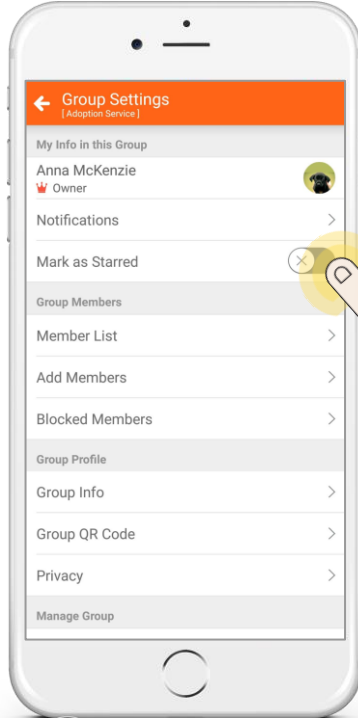 Group Settings
[ Adoption Service ]
My Info in this Group
Anna McKenzie
Owner
Notifications
Mark as Starred
Group Members
Member List
Add Members
Blocked Members
Group Profile
Group Info
Group QR Code
Privacy
Manage Group